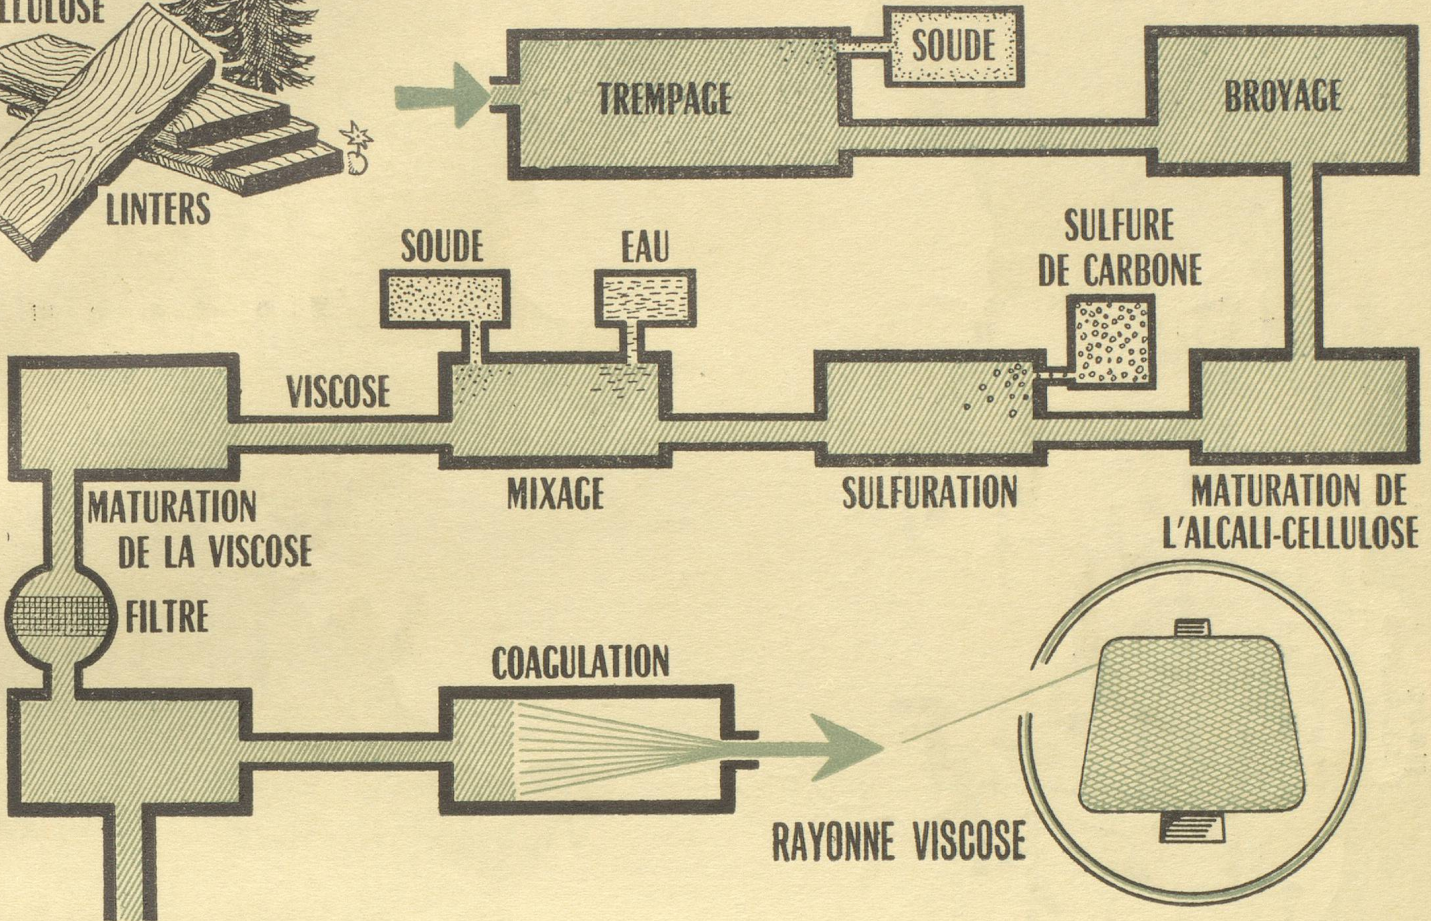 LINTERS
TREMPAGE
SOUDE
BROYAGE
SULFURE
DE CARBONE
SOUDE
EAU
VISCOSE
MIXAGE
SULFURATION
MATURATION DE
L'ALCALI-CELLULOSE
MATURATION
DE LA VISCOSE
FILTRE
COAGULATION
RAYONNE VISCOSE